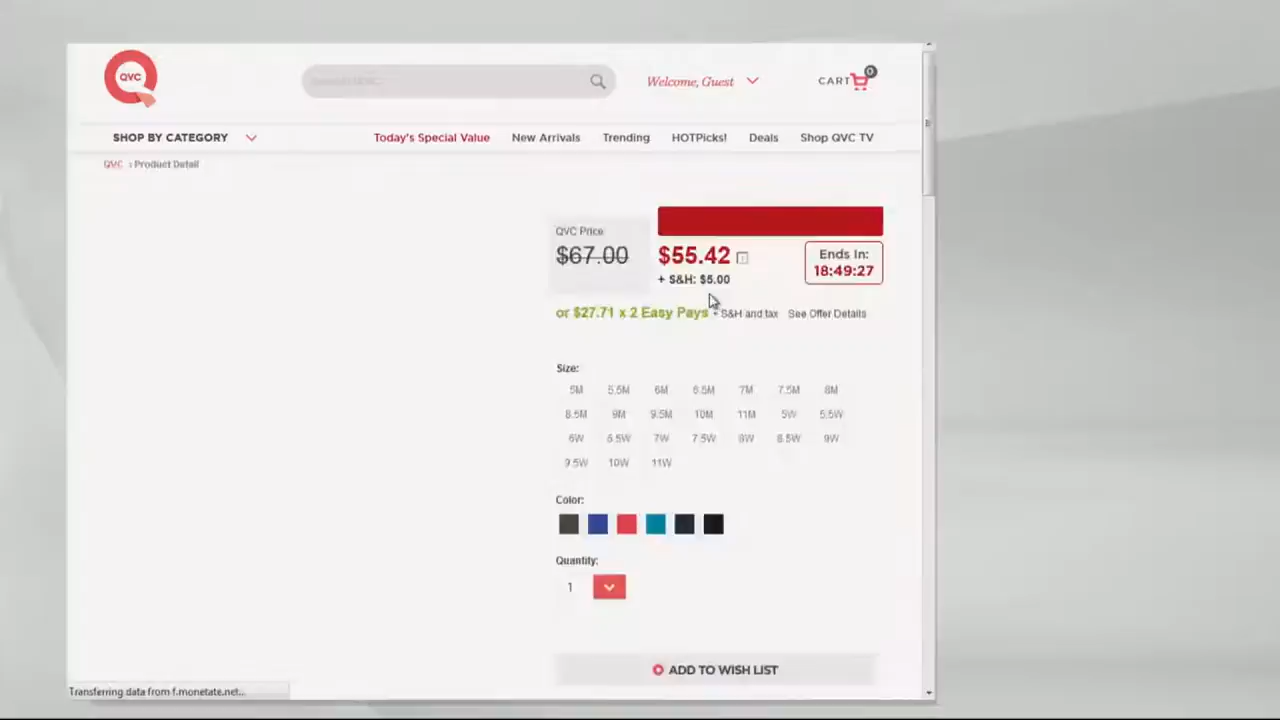 QVC
Welcome, Guest
CART 0
SHOP BY CATEGORY
Today's Special Value
New Arrivals
Trending
HOTPicks!
Deals
Shop QVC TV
QVC › Product Detail
QVC Price
$67.00
$55.42
+ S&H: $5.00
Ends In:
18:49:27
or $27.71 x 2 Easy Pays + S&H and tax See Offer Details
Size:
5M 5.5M 6M 6.5M 7M 7.5M 8M
8.5M 9M 9.5M 10M 11M 5W 5.5W
6W 6.5W 7W 7.5W 8W 8.5W 9W
9.5W 10W 11W
Color:
Quantity:
1
ADD TO WISH LIST
Transferring data from f.monetate.net...